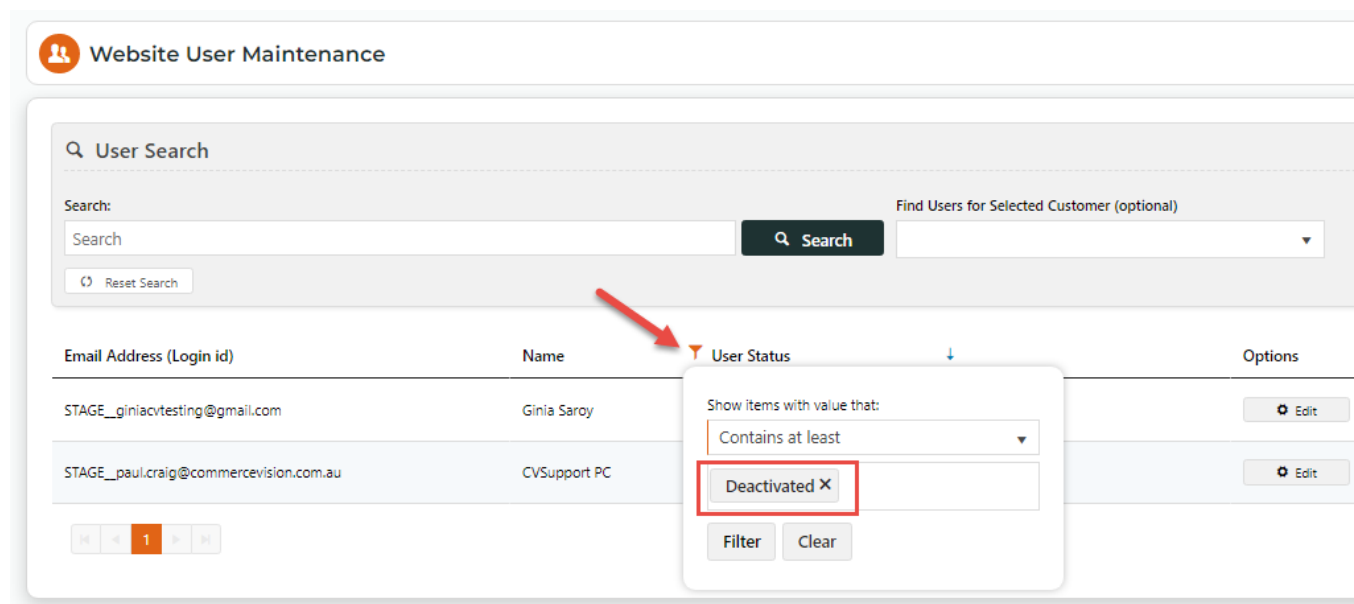 Website User Maintenance
User Search
Search:
Find Users for Selected Customer (optional)
Search
Search
Reset Search
Email Address (Login id)
Name
User Status
Options
Show items with value that:
STAGE__giniacvtesting@gmail.com
Ginia Saroy
Edit
Contains at least
STAGE__paul.craig@commercevision.com.au
CVSupport PC
Edit
Deactivated
1
Filter
Clear